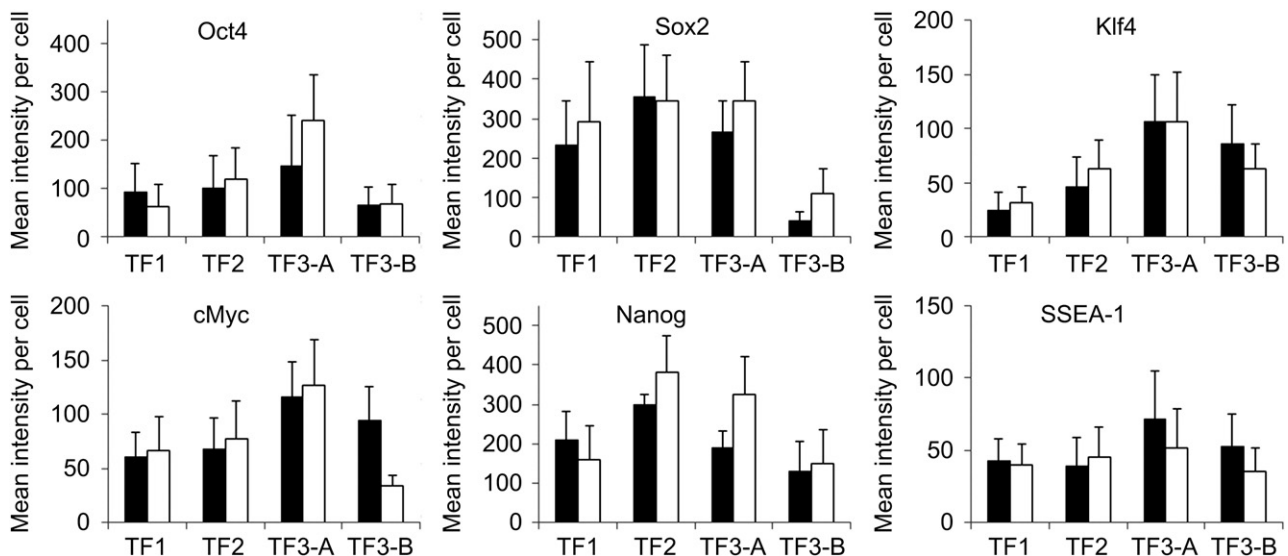 Mean intensity per cell
Oct4
400
300
200
100
0
TF1 TF2 TF3-A TF3-B
Mean intensity per cell
Sox2
500
400
300
200
100
0
TF1 TF2 TF3-A TF3-B
Mean intensity per cell
Klf4
200
150
100
50
0
TF1 TF2 TF3-A TF3-B
Mean intensity per cell
cMyc
200
150
100
50
0
TF1 TF2 TF3-A TF3-B
Mean intensity per cell
Nanog
500
400
300
200
100
0
TF1 TF2 TF3-A TF3-B
Mean intensity per cell
SSEA-1
150
100
50
0
TF1 TF2 TF3-A TF3-B